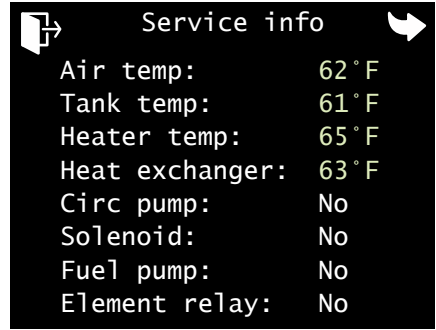 Service info
Air temp: 62°F
Tank temp: 61°F
Heater temp: 65°F
Heat exchanger: 63°F
Circ pump: No
Solenoid: No
Fuel pump: No
Element relay: No